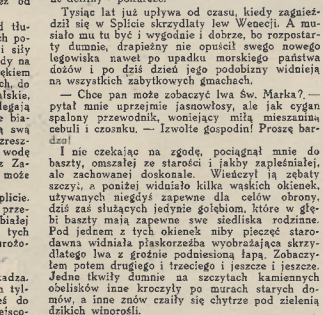 Tysiąc lat już upływa od czasu, kiedy zagnieź-
dził się w Splicie skrzydlaty lew Wenecji. A mu-
siało mu tu być i wygodnie i dobrze, bo rozpostar-
ty dumnie, drapieżny nie opuścił swego nowego
legowiska nawet po upadku morskiego państwa
dożów i po dziś dzień jego podobizny widnieją
na wszystkich zabytkowych gmachach.
— Chce pan może zobaczyć lwa św. Marka? —
pytał mnie uprzejmie jasnowłosy, ale jak cygan
spalony przewodnik, woniejący miłą mieszaniną
cebuli i czosnku. — Izwolte gospodin! Proszę bar-
dzo!
I nie czekając na zgodę, pociągnął mnie do
baszty, omszałej ze starości i jakby zapleśniałej,
ale zachowanej doskonale. Wieńczył ją zębaty
szczyt, a poniżej widniało kilka wąskich okienek,
używanych niegdyś zapewne dla celów obrony,
dziś zaś służących jedynie gołębiom, które w głę-
bi baszty mają zapewne swe siedliska rodzinne.
Pod jednem z tych okienek niby pieczęć staro-
dawna widniała płaskorzeźba wyobrażająca skrzy-
dlatego lwa z groźnie podniesioną łapą. Zobaczy-
łem potem drugiego i trzeciego i jeszcze i jeszcze.
Jedne tkwiły dumnie na szczytach kamiennych
obelisków inne kroczyły po murach starych do-
mów, a inne znów czaiły się chytrze pod zielenią
dzikich winorośli.